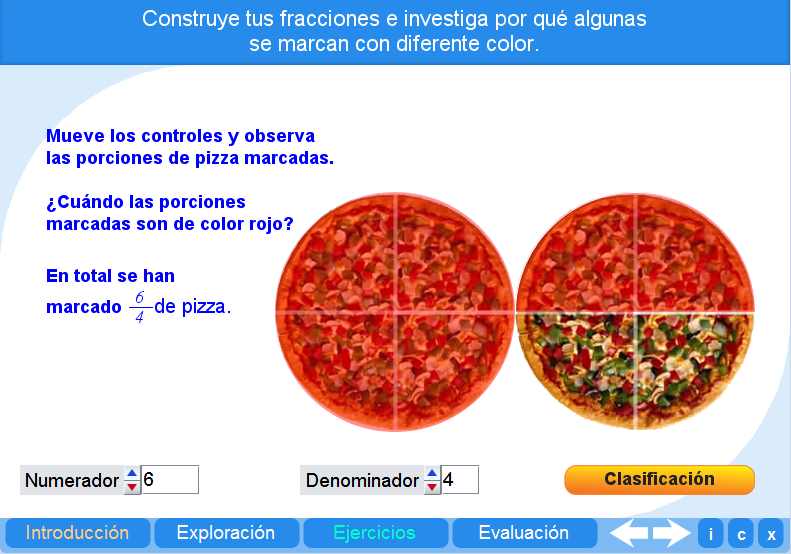 Construye tus fracciones e investiga por qué algunas
se marcan con diferente color.
Mueve los controles y observa
las porciones de pizza marcadas.
¿Cuándo las porciones
marcadas son de color rojo?
En total se han
marcado 6/4 de pizza.
Numerador 6
Denominador 4
Clasificación
Introducción Exploración Ejercicios Evaluación i c x